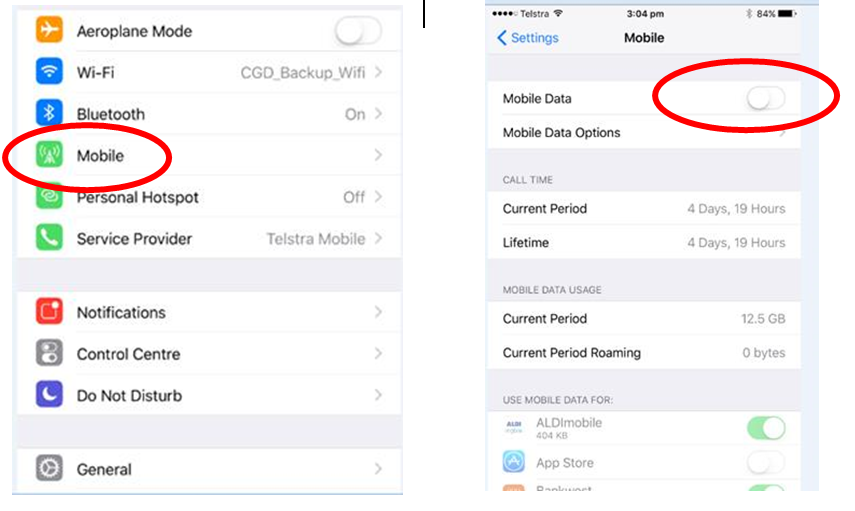 Aeroplane Mode
Wi-Fi CGD_Backup_Wifi
Bluetooth On
Mobile
Personal Hotspot Off
Service Provider Telstra Mobile
Notifications
Control Centre
Do Not Disturb
General
Telstra 3:04 pm 84%
Settings Mobile
Mobile Data
Mobile Data Options
CALL TIME
Current Period 4 Days, 19 Hours
Lifetime 4 Days, 19 Hours
MOBILE DATA USAGE
Current Period 12.5 GB
Current Period Roaming 0 bytes
USE MOBILE DATA FOR:
ALDI
mobile
ALDImobile
404 KB
App Store
Bankwest